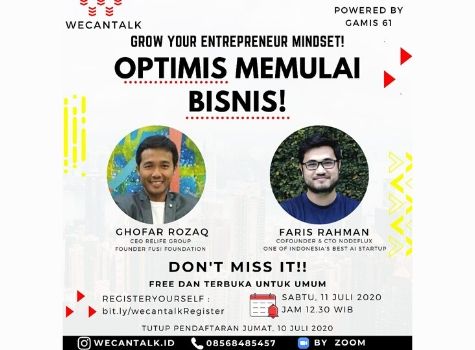 WECANTALK
POWERED BY
GAMIS 61
GROW YOUR ENTREPRENEUR MINDSET!
OPTIMIS MEMULAI
BISNIS!
GHOFAR ROZAQ
CEO RELIFE GROUP
FOUNDER FUSI FOUNDATION
FARIS RAHMAN
COFOUNDER & CTO NODEFLUX
ONE OF INDONESIA'S BEST AI STARTUP
DON'T MISS IT!!
FREE DAN TERBUKA UNTUK UMUM
REGISTERYOURSELF :
bit.ly/wecantalkRegister
SABTU, 11 JULI 2020
JAM 12.30 WIB
TUTUP PENDAFTARAN JUMAT, 10 JULI 2020
WECANTALK.ID
08568485457
BY ZOOM